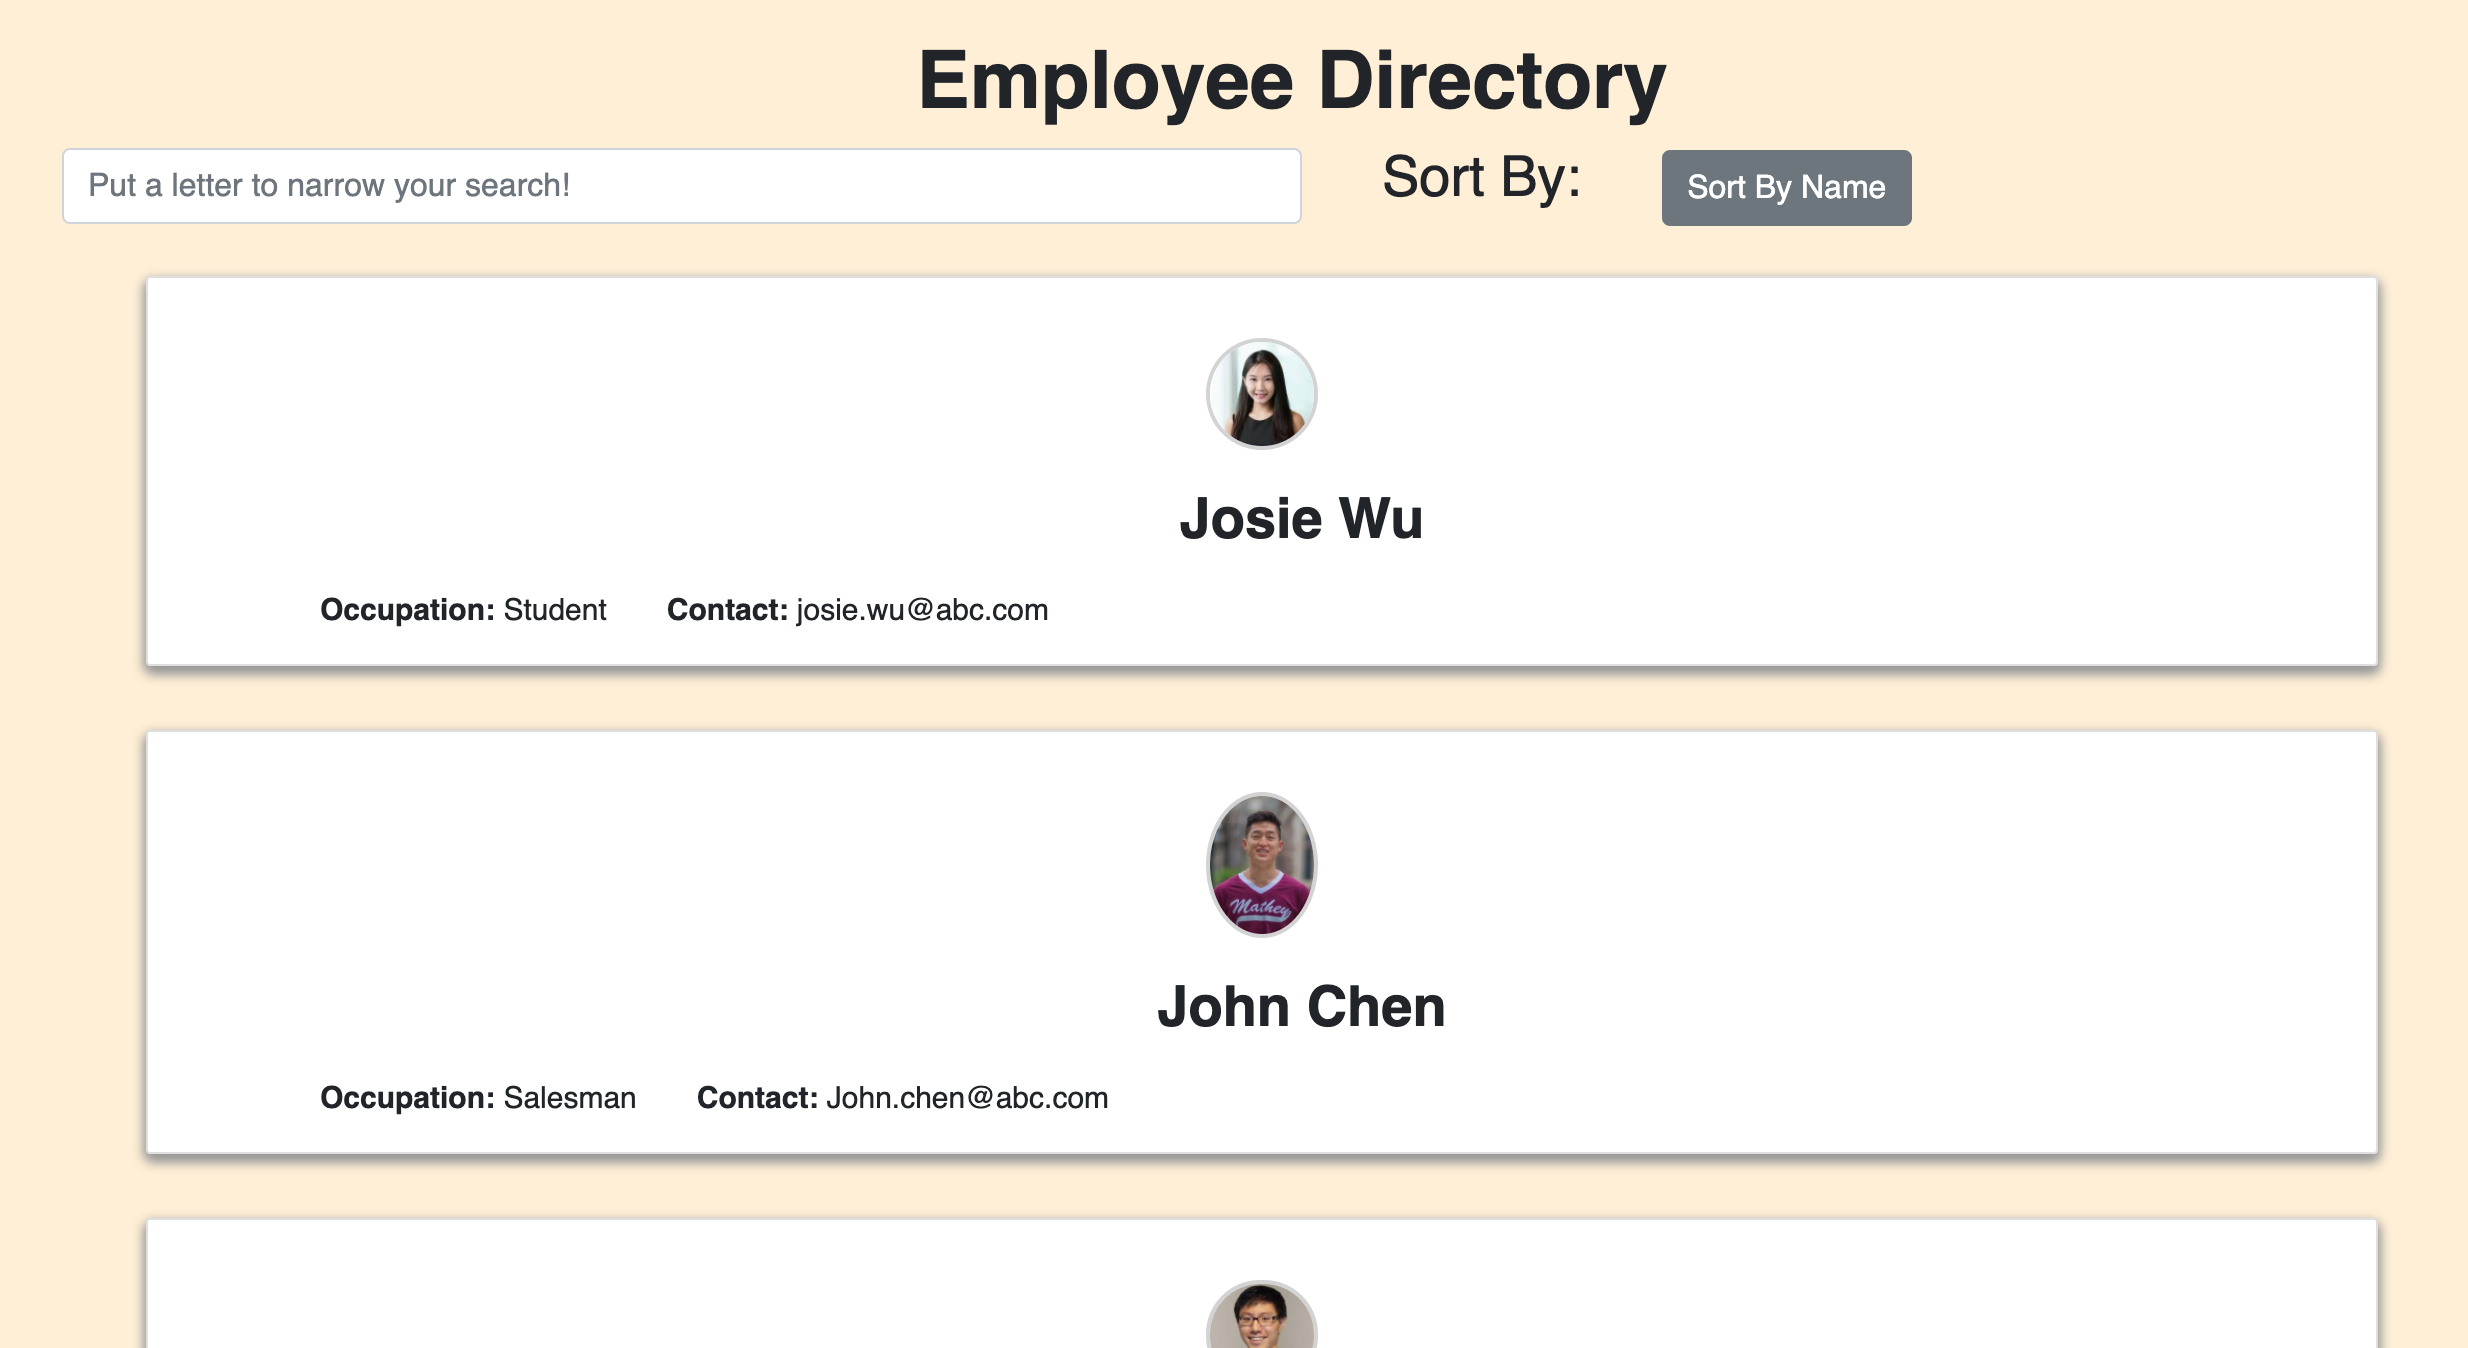 Employee Directory
Put a letter to narrow your search!
Sort By:
Sort By Name
Josie Wu
Occupation: Student Contact: josie.wu@abc.com
Mathey
John Chen
Occupation: Salesman Contact: John.chen@abc.com